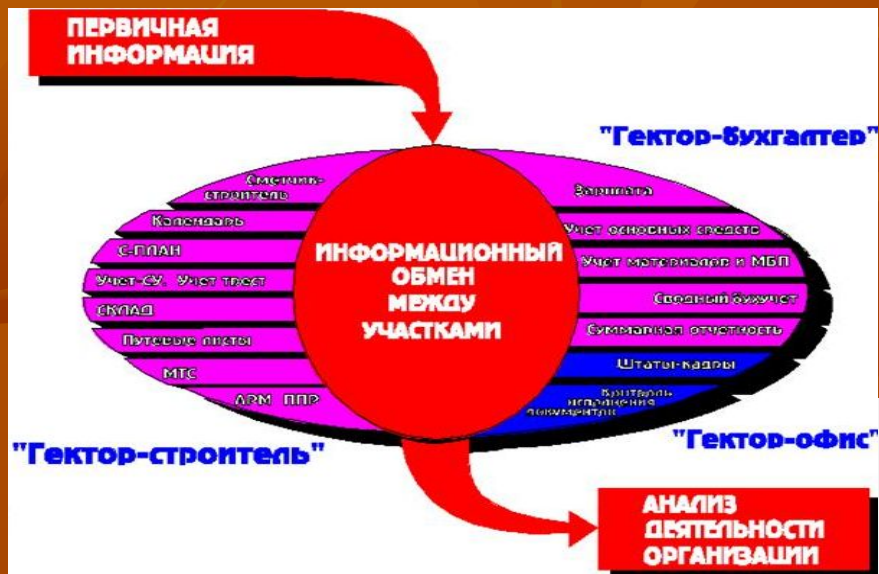 ПЕРВИЧНАЯ
ИНФОРМАЦИЯ
"Гектор-бухгалтер"
Сметчик-
строитель
Календарь
С-ПЛАН
Учет-СУ. Учет трест
СКЛАД
Путевые листы
МТС
АРМ ППР
ИНФОРМАЦИОННЫЙ
ОБМЕН
МЕЖДУ
УЧАСТКАМИ
Зарплата
Учет основных средств
Учет материалов и МБП
Сводный бухучет
Суммарная отчетность
Штаты-кадры
Контроль
исполнения
документов
"Гектор-строитель"
"Гектор-офис"
АНАЛИЗ
ДЕЯТЕЛЬНОСТИ
ОРГАНИЗАЦИИ